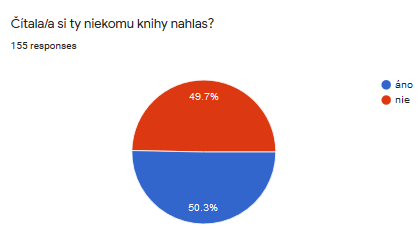 Čítala/a si ty niekomu knihy nahlas?
155 responses
49.7%
áno
nie
50.3%